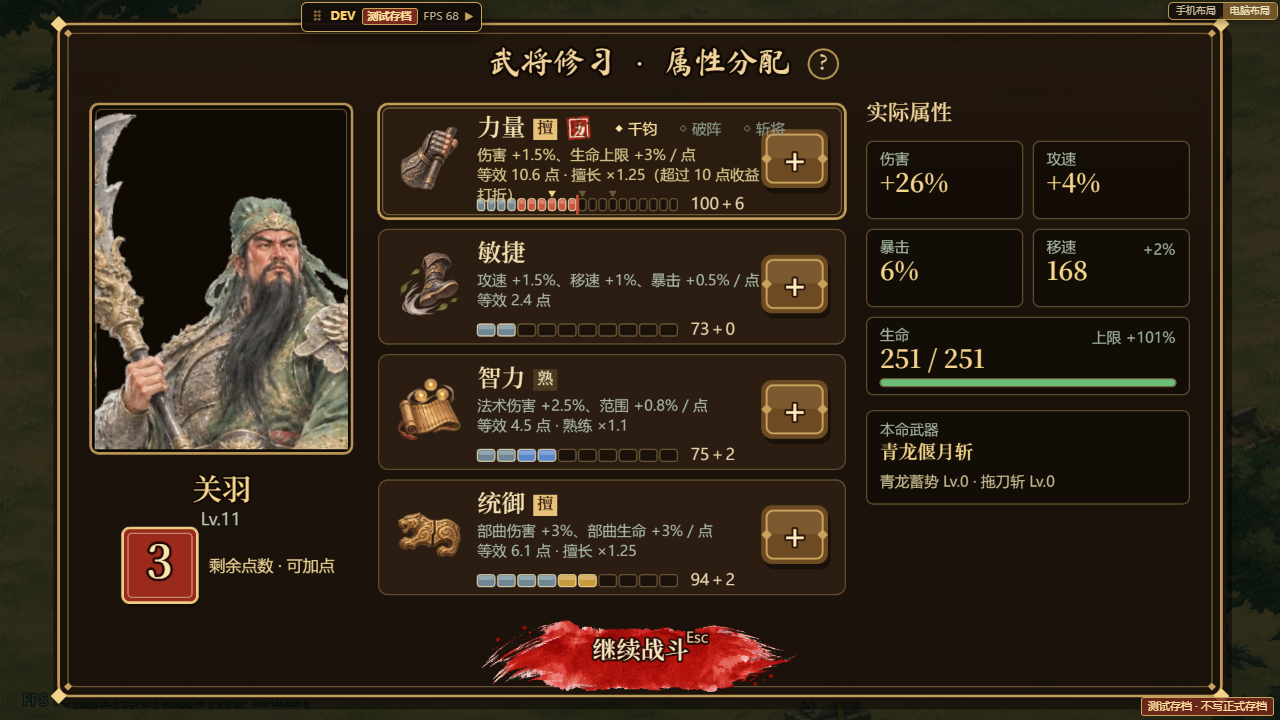 DEV 测试存档 FPS 68
手机布局 电脑布局
武将修习 · 属性分配 ?
力量 擅 力 千钧 破阵 斩将
伤害 +1.5%、生命上限 +3% / 点
等效 10.6 点 · 擅长 ×1.25（超过 10 点收益
打折）
100 + 6
敏捷
攻速 +1.5%、移速 +1%、暴击 +0.5% / 点
等效 2.4 点
73 + 0
智力 熟
法术伤害 +2.5%、范围 +0.8% / 点
等效 4.5 点 · 熟练 ×1.1
75 + 2
统御 擅
部曲伤害 +3%、部曲生命 +3% / 点
等效 6.1 点 · 擅长 ×1.25
94 + 2
关羽
Lv.11
3 剩余点数 · 可加点
实际属性
伤害
+26%
攻速
+4%
暴击
6%
移速 +2%
168
生命 上限 +101%
251 / 251
本命武器
青龙偃月斩
青龙蓄势 Lv.0 · 拖刀斩 Lv.0
继续战斗 Esc
FPS
测试存档 · 不写正式存档